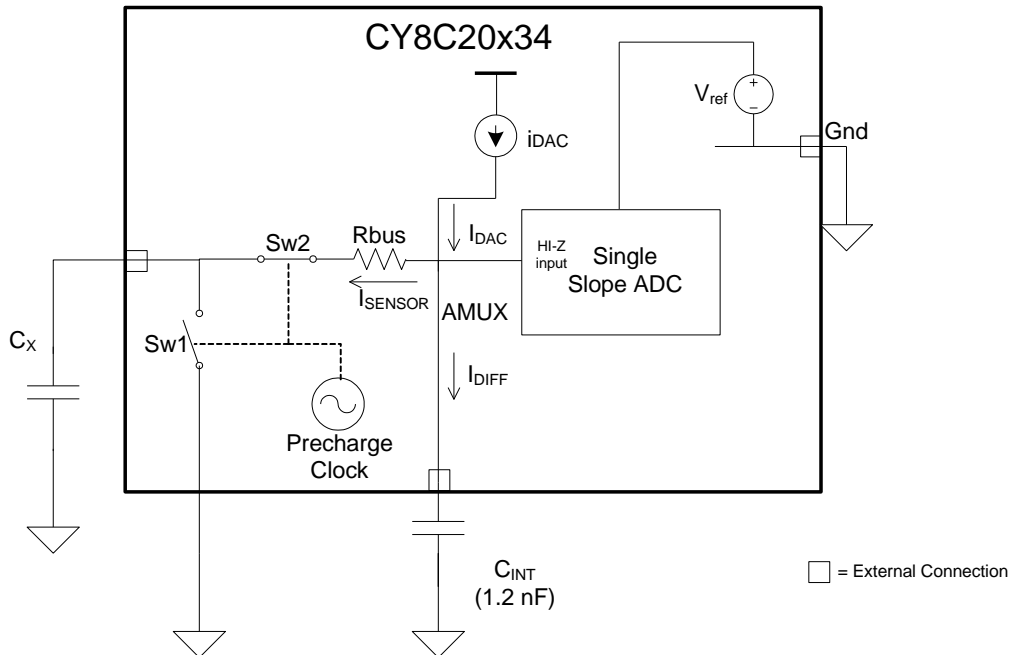 CY8C20x34
Vref
+
–
Gnd
iDAC
Rbus
Sw2
IDAC
HI-Z
input
Single
Slope ADC
ISENSOR
AMUX
CX
Sw1
IDIFF
Precharge
Clock
CINT
(1.2 nF)
= External Connection